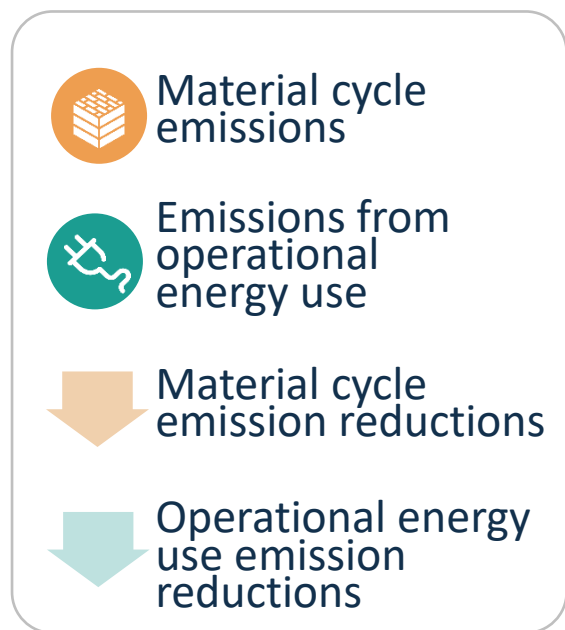 Material cycle
emissions
Emissions from
operational
energy use
Material cycle
emission reductions
Operational energy
use emission
reductions